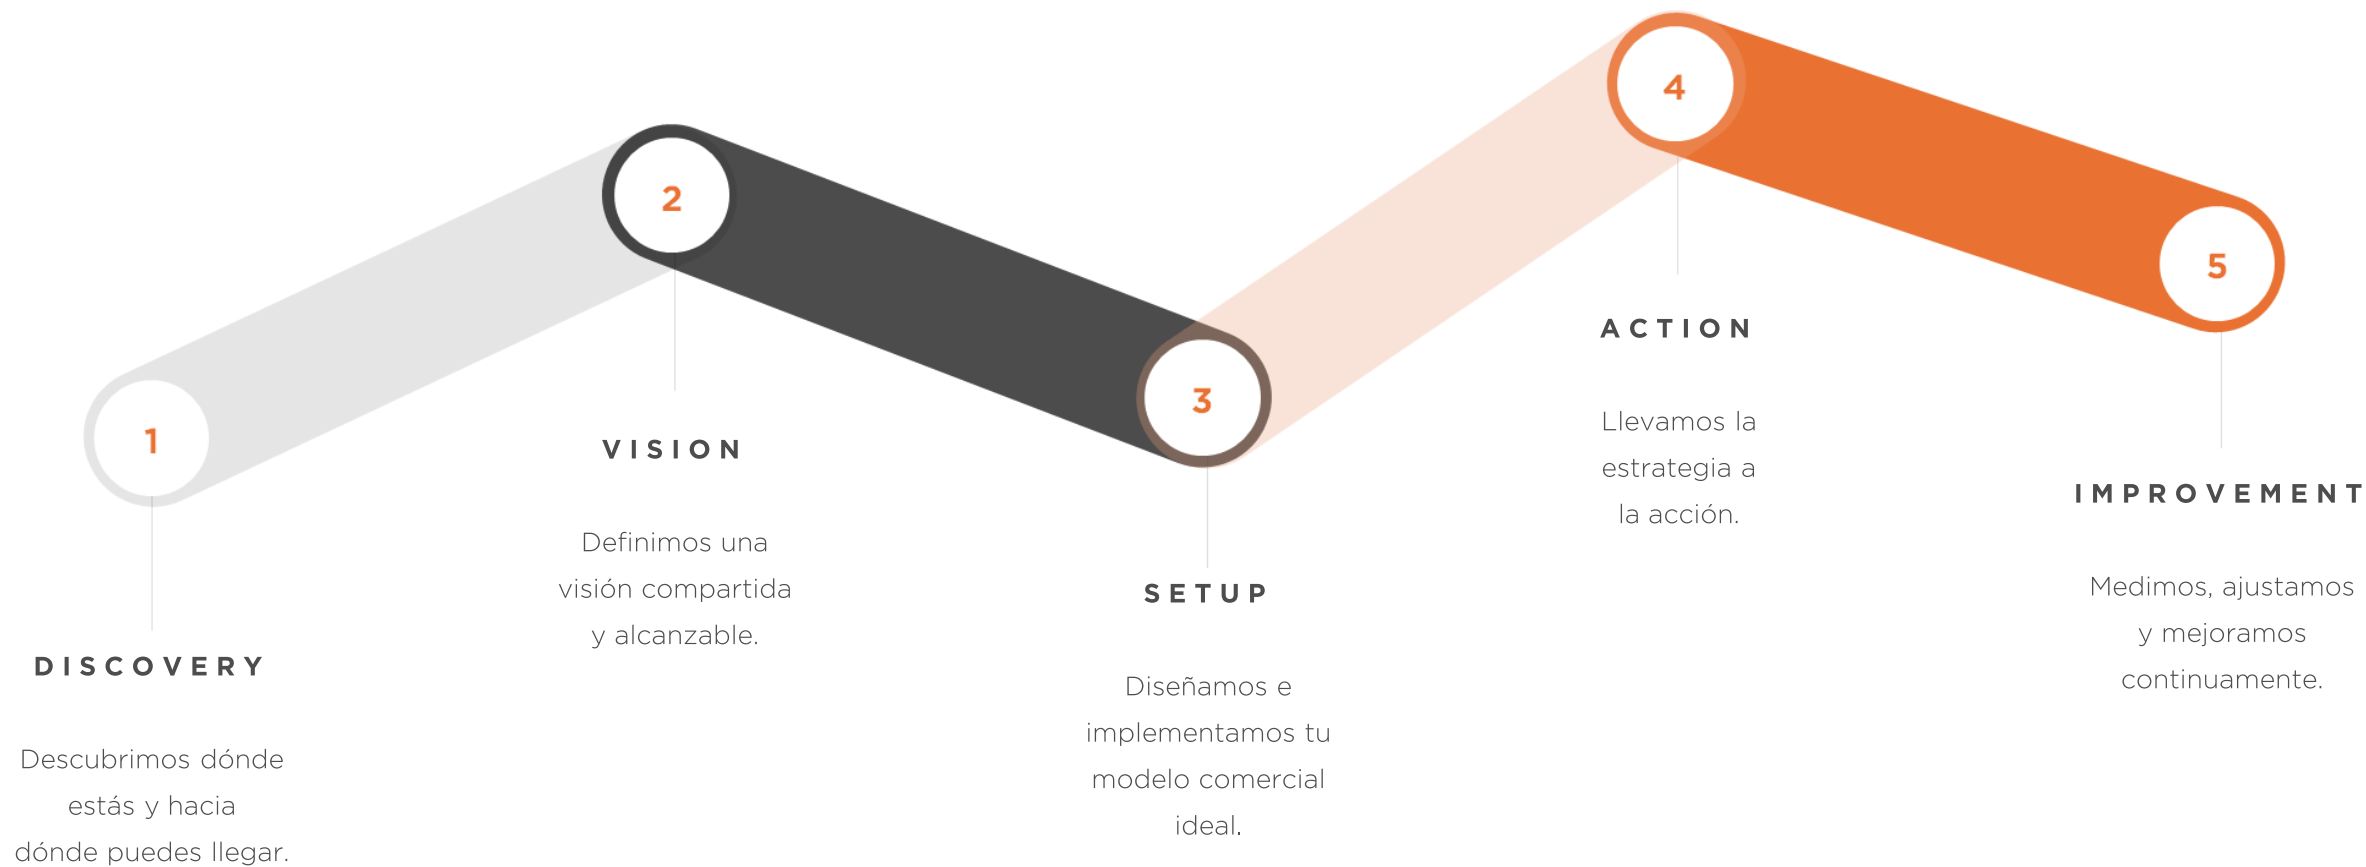 1
DISCOVERY
Descubrimos dónde
estás y hacia
dónde puedes llegar.
2
VISION
Definimos una
visión compartida
y alcanzable.
3
SETUP
Diseñamos e
implementamos tu
modelo comercial
ideal.
4
ACTION
Llevamos la
estrategia a
la acción.
5
IMPROVEMENT
Medimos, ajustamos
y mejoramos
continuamente.